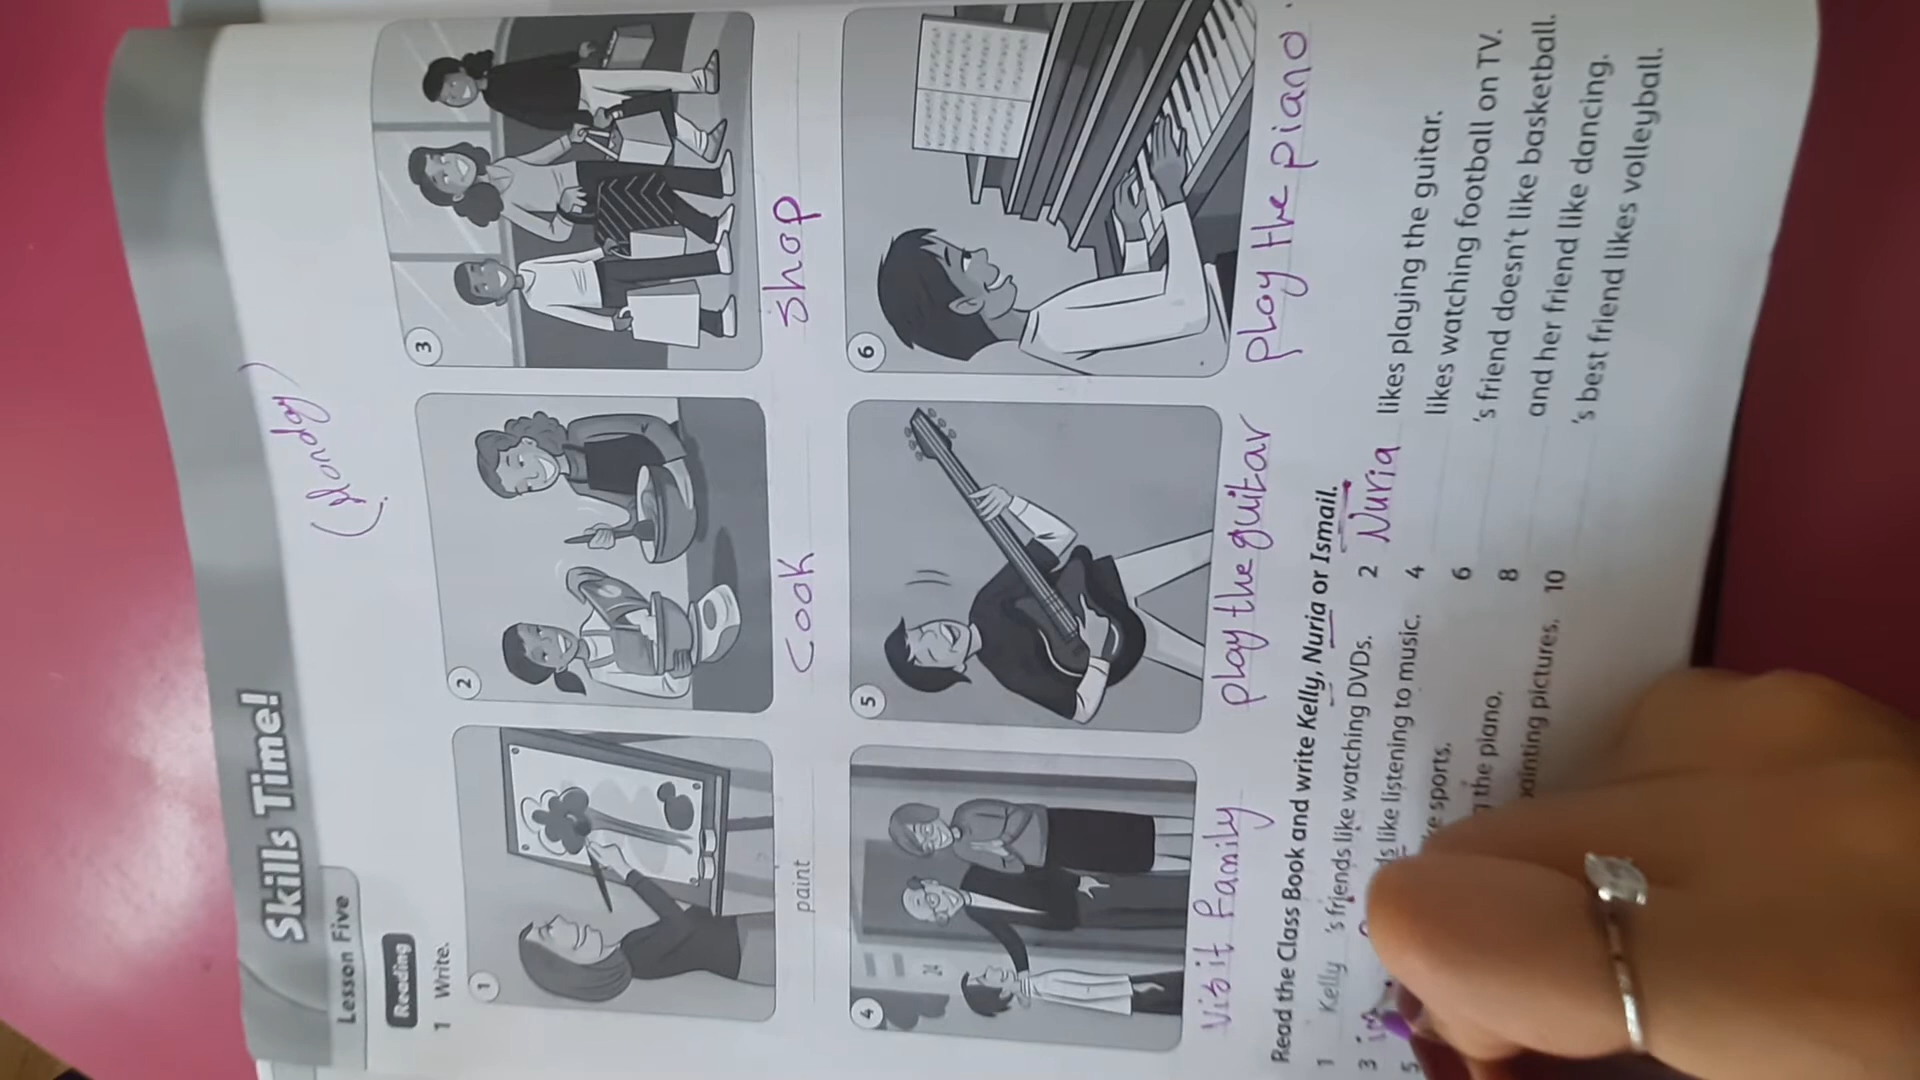 Skills Time!
(Monday)
Lesson Five
Reading
1 Write.
1
2
3
paint
cook
shop
4
5
6
visit family
play the guitar
play the piano.
Read the Class Book and write Kelly, Nuria or Ismail.
1 Kelly 's friends like watching DVDs.
2 Nuria likes playing the guitar.
3 like listening to music.
4 likes watching football on TV.
5 sports.
6 's friend doesn't like basketball.
the piano.
8 and her friend like dancing.
painting pictures.
10 's best friend likes volleyball.